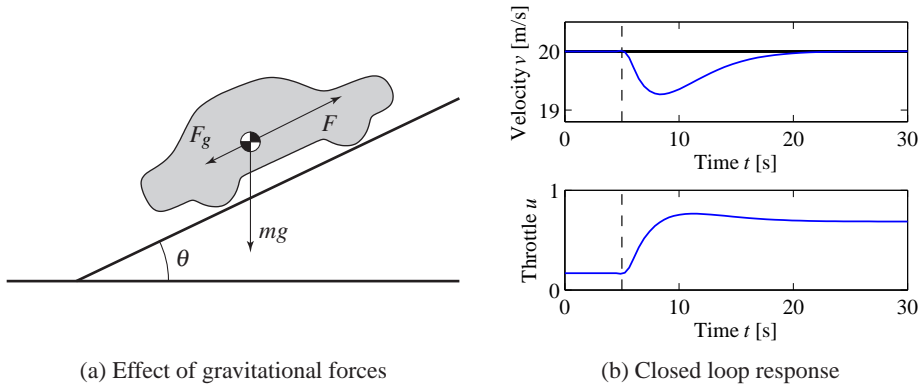 F_g
F
mg
θ
(a) Effect of gravitational forces
Velocity v [m/s]
20
19
0
10
20
30
Time t [s]
Throttle u
1
0
0
10
20
30
Time t [s]
(b) Closed loop response